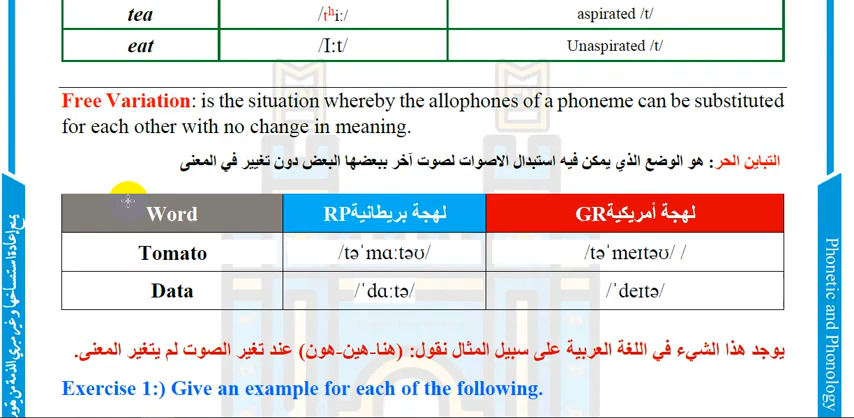 tea /tʰi:/ aspirated /t/
eat /I:t/ Unaspirated /t/
Free Variation: is the situation whereby the allophones of a phoneme can be substituted
for each other with no change in meaning.
التباين الحر: هو الوضع الذي يمكن فيه استبدال الاصوات لصوت آخر ببعضها البعض دون تغيير في المعنى
Word لهجة بريطانيةRP لهجة أمريكيةGR
Tomato /təˈmɑːtəʊ/ /təˈmeɪtəʊ/ /
Data /ˈdɑːtə/ /ˈdeɪtə/
يوجد هذا الشيء في اللغة العربية على سبيل المثال نقول: (هنا-هين-هون) عند تغير الصوت لم يتغير المعنى.
Exercise 1:) Give an example for each of the following.
Phonetic and Phonology